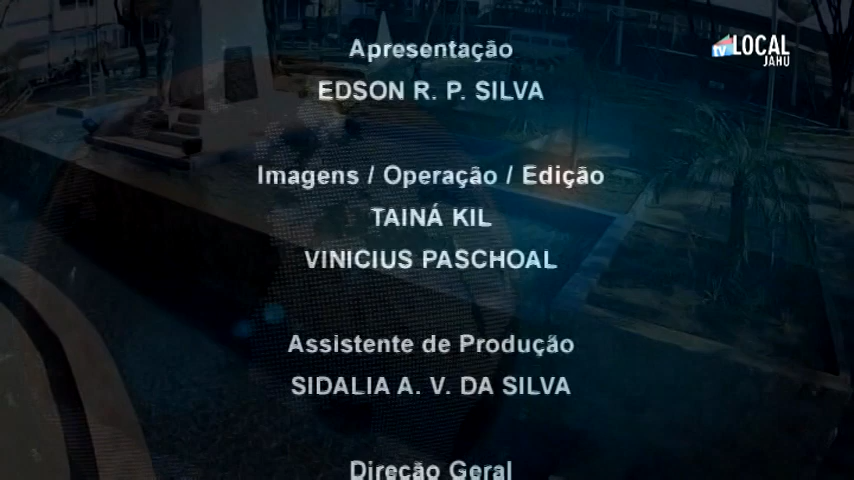 tv LOCAL
JAHU
Apresentação
EDSON R. P. SILVA
Imagens / Operação / Edição
TAINÁ KIL
VINICIUS PASCHOAL
Assistente de Produção
SIDALIA A. V. DA SILVA
Direção Geral